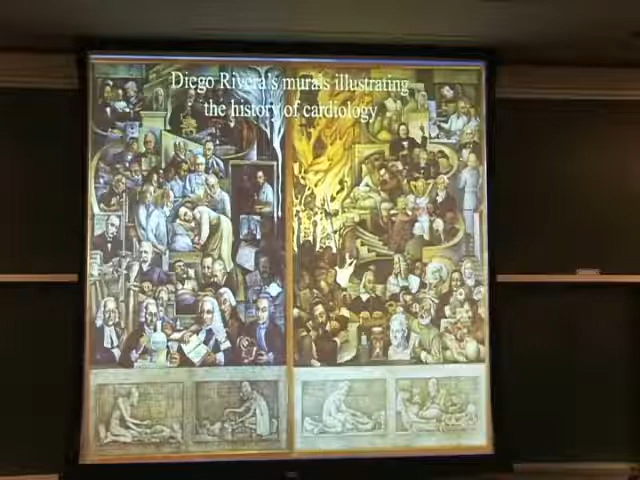 Diego Rivera's murals illustrating
the history of cardiology